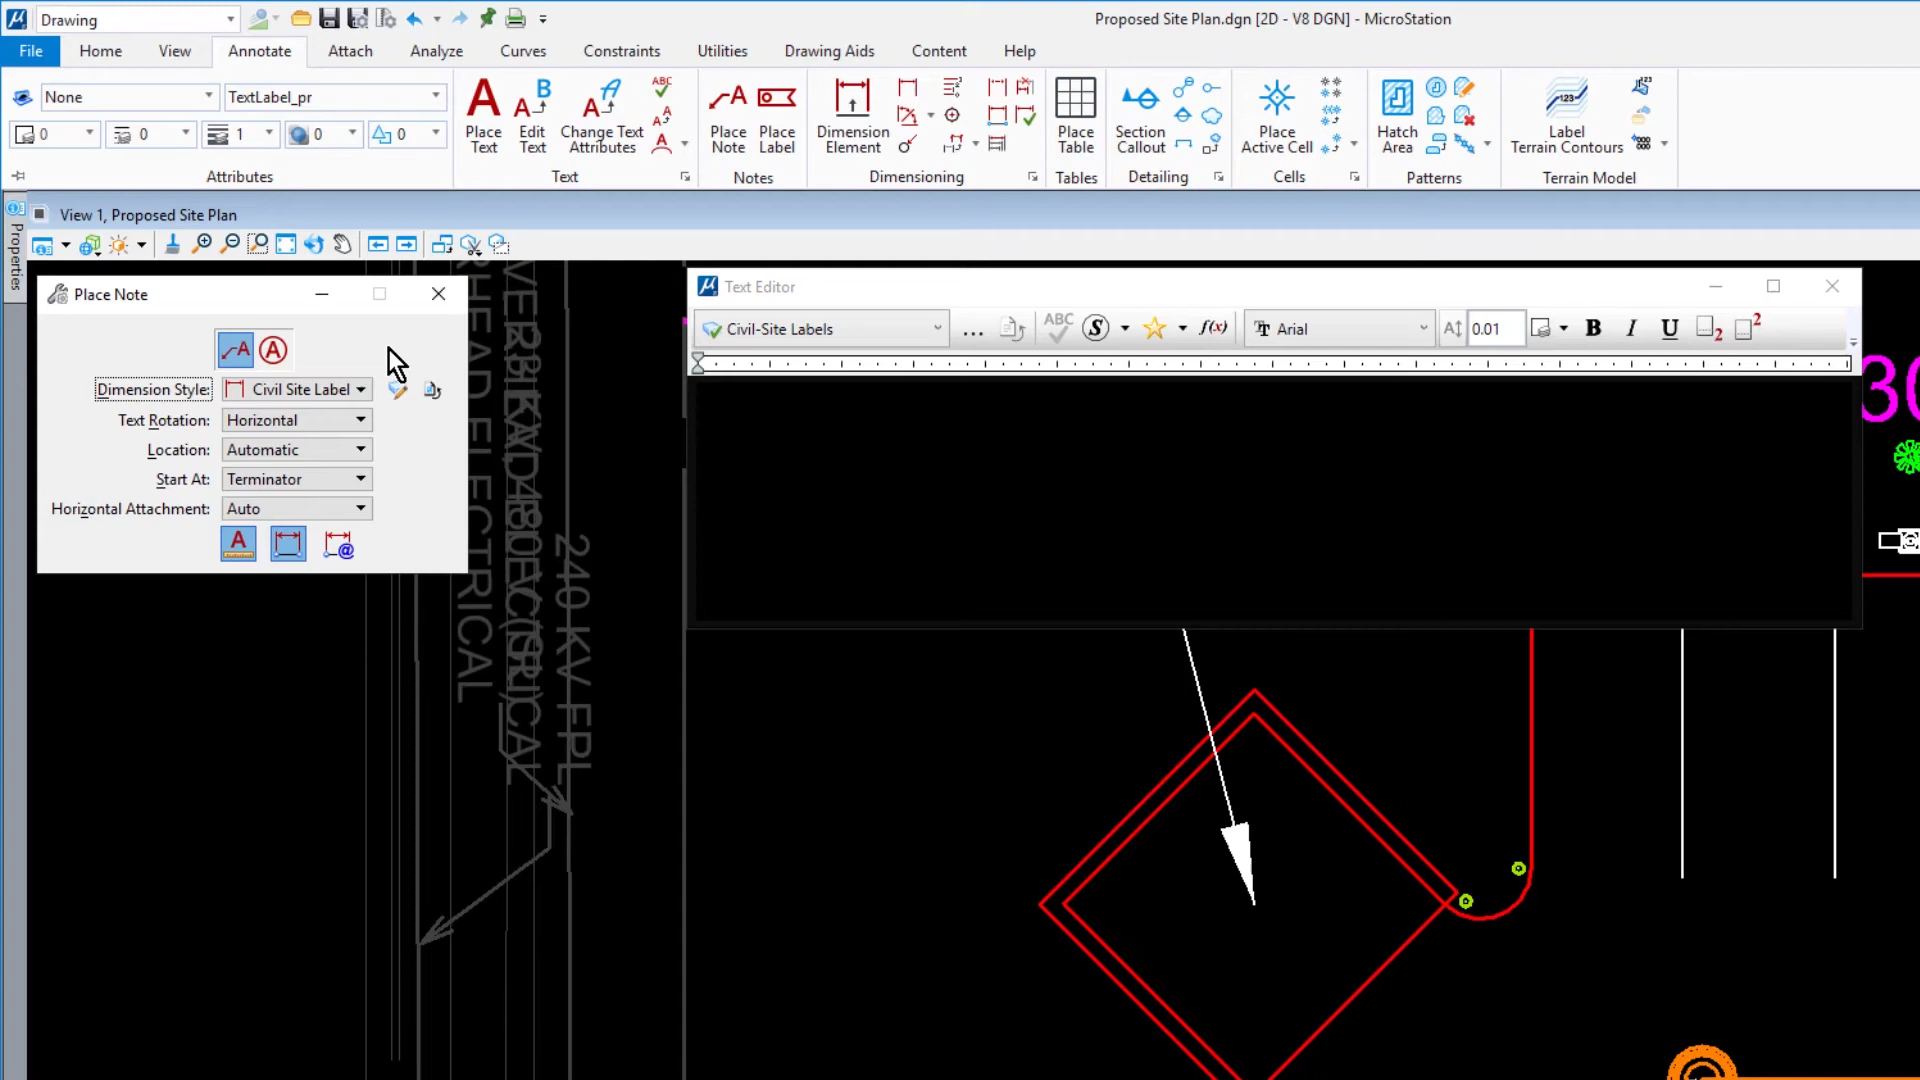 Drawing
Proposed Site Plan.dgn [2D - V8 DGN] - MicroStation
File Home View Annotate Attach Analyze Curves Constraints Utilities Drawing Aids Content Help
None TextLabel_pr
0 0 1 0 0
Attributes
Place Text
Edit Text
Change Text Attributes
ABC
Text
Place Note
Place Label
Notes
Dimension Element
Dimensioning
Place Table
Tables
Section Callout
Detailing
Place Active Cell
Cells
Hatch Area
Patterns
Label Terrain Contours
Terrain Model
View 1, Proposed Site Plan
Properties
Place Note
Dimension Style: Civil Site Label
Text Rotation: Horizontal
Location: Automatic
Start At: Terminator
Horizontal Attachment: Auto
Text Editor
Civil-Site Labels ... ABC S f(x) Arial 0.01 B I U
240 KV FPL
ELECTRICAL
30